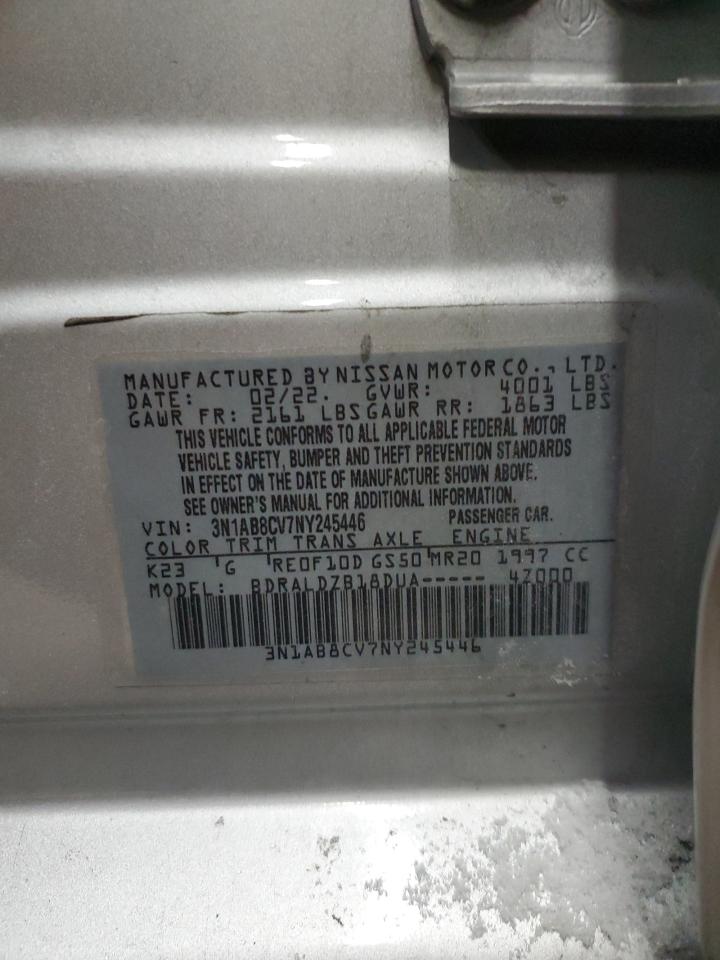 MANUFACTURED BY NISSAN MOTOR CO., LTD.
DATE: 02/22. GVWR: 4001 LBS
GAWR FR: 2161 LBS GAWR RR: 1863 LBS
THIS VEHICLE CONFORMS TO ALL APPLICABLE FEDERAL MOTOR
VEHICLE SAFETY, BUMPER AND THEFT PREVENTION STANDARDS
IN EFFECT ON THE DATE OF MANUFACTURE SHOWN ABOVE.
SEE OWNER'S MANUAL FOR ADDITIONAL INFORMATION.
VIN: 3N1AB8CV7NY245446 PASSENGER CAR.
COLOR TRIM TRANS AXLE ENGINE
K23 G RE0F10D GS50 MR20 1997 CC
MODEL: BDRALDZB18DUA----- 4Z000
3N1AB8CV7NY245446